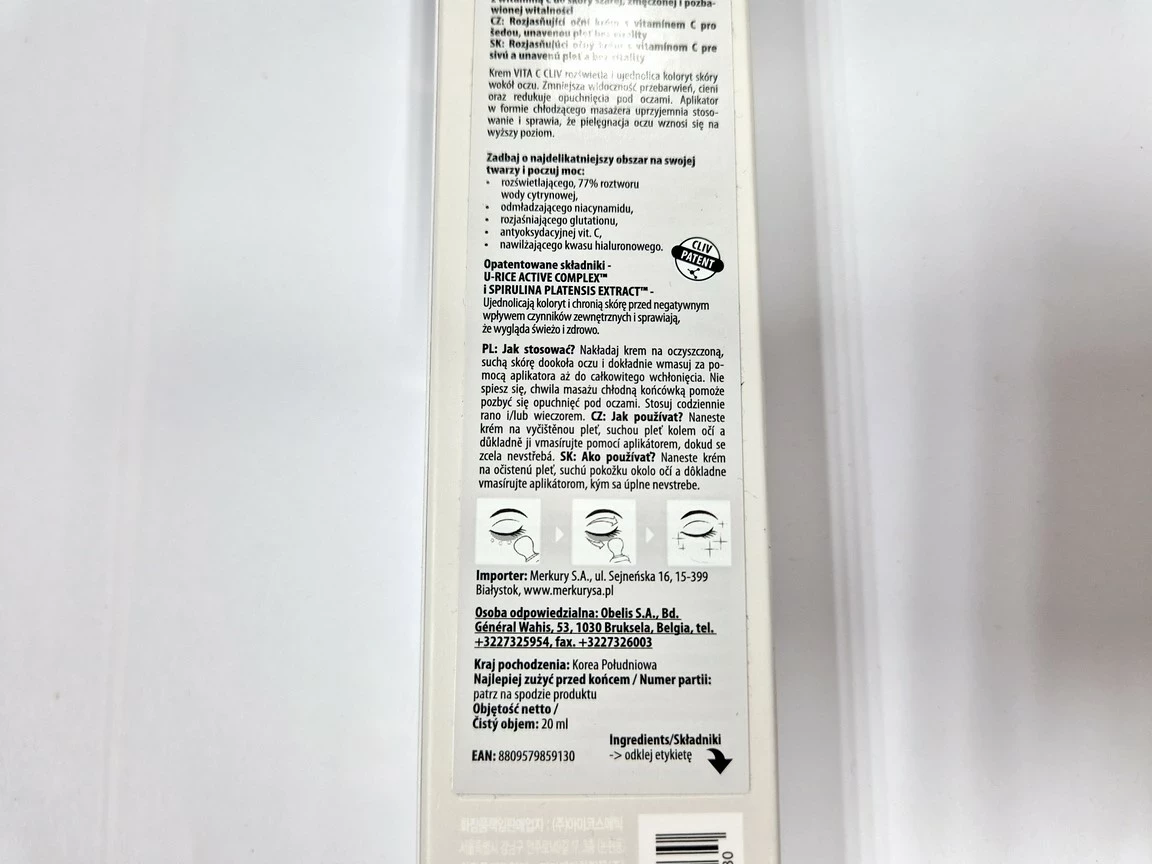 z witaminą C do skóry szarej, zmęczonej i pozba-
wionej witalności
CZ: Rozjasňující oční krém s vitamínem C pro
šedou, unavenou pleť bez vitality
SK: Rozjasňujúci očný krém s vitamínom C pre
sivú a unavenú pleť a bez vitality
Krem VITA C CLIV rozświetla i ujednolica koloryt skóry
wokół oczu. Zmniejsza widoczność przebarwień, cieni
oraz redukuje opuchnięcia pod oczami. Aplikator
w formie chłodzącego masażera uprzyjemnia stoso-
wanie i sprawia, że pielęgnacja oczu wznosi się na
wyższy poziom.
Zadbaj o najdelikatniejszy obszar na swojej
twarzy i poczuj moc:
• rozświetlającego, 77% roztworu
wody cytrynowej,
• odmładzającego niacynamidu,
• rozjaśniającego glutationu,
• antyoksydacyjnej vit. C,
• nawilżającego kwasu hialuronowego.
CLIV
PATENT
Opatentowane składniki -
U-RICE ACTIVE COMPLEX™
i SPIRULINA PLATENSIS EXTRACT™ -
Ujednolicają koloryt i chronią skórę przed negatywnym
wpływem czynników zewnętrznych i sprawiają,
że wygląda świeżo i zdrowo.
PL: Jak stosować? Nakładaj krem na oczyszczoną,
suchą skórę dookoła oczu i dokładnie wmasuj za po-
mocą aplikatora aż do całkowitego wchłonięcia. Nie
spiesz się, chwila masażu chłodną końcówką pomoże
pozbyć się opuchnięć pod oczami. Stosuj codziennie
rano i/lub wieczorem. CZ: Jak používat? Naneste
krém na vyčištěnou pleť, suchou pleť kolem očí a
důkladně ji vmasírujte pomocí aplikátorem, dokud se
zcela nevstřebá. SK: Ako používať? Naneste krém
na očistenú pleť, suchú pokožku okolo očí a dôkladne
vmasírujte aplikátorom, kým sa úplne nevstrebe.
Importer: Merkury S.A., ul. Sejneńska 16, 15-399
Białystok, www.merkurysa.pl
Osoba odpowiedzialna: Obelis S.A., Bd.
Général Wahis, 53, 1030 Bruksela, Belgia, tel.
+3227325954, fax. +3227326003
Kraj pochodzenia: Korea Południowa
Najlepiej zużyć przed końcem / Numer partii:
patrz na spodzie produktu
Objętość netto /
Čistý objem: 20 ml
Ingredients/Składniki
-> odklej etykietę
EAN: 8809579859130